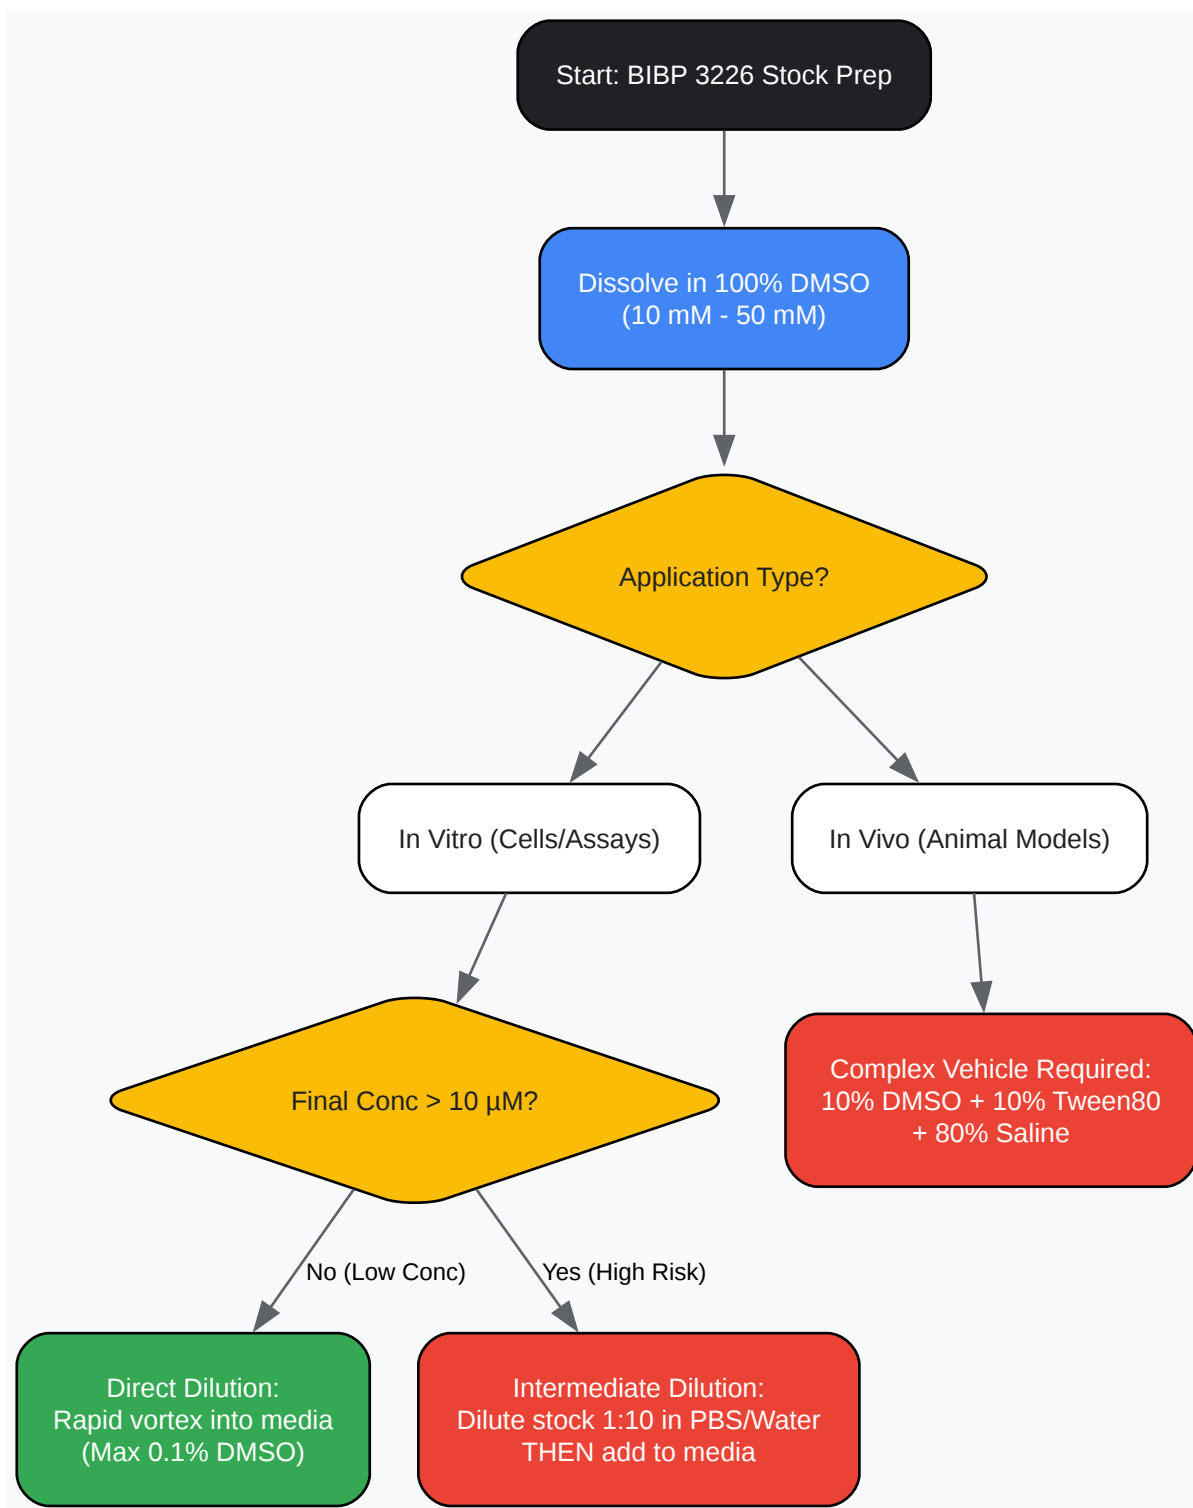 Start: BIBP 3226 Stock Prep
Dissolve in 100% DMSO
(10 mM - 50 mM)
Application Type?
In Vitro (Cells/Assays)
In Vivo (Animal Models)
Final Conc > 10 µM?
Complex Vehicle Required:
10% DMSO + 10% Tween80
+ 80% Saline
No (Low Conc)
Yes (High Risk)
Direct Dilution:
Rapid vortex into media
(Max 0.1% DMSO)
Intermediate Dilution:
Dilute stock 1:10 in PBS/Water
THEN add to media